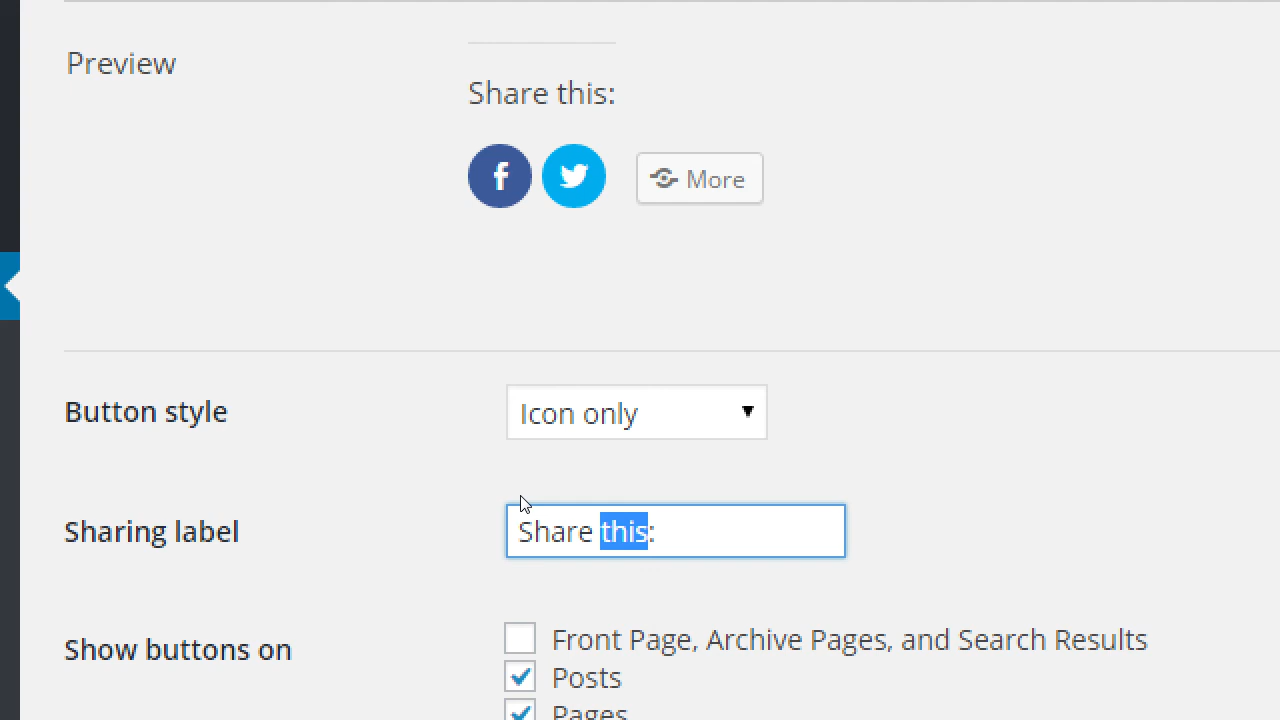 Preview
Share this:
More
Button style
Icon only
Sharing label
Share this:
Show buttons on
Front Page, Archive Pages, and Search Results
Posts
Pages